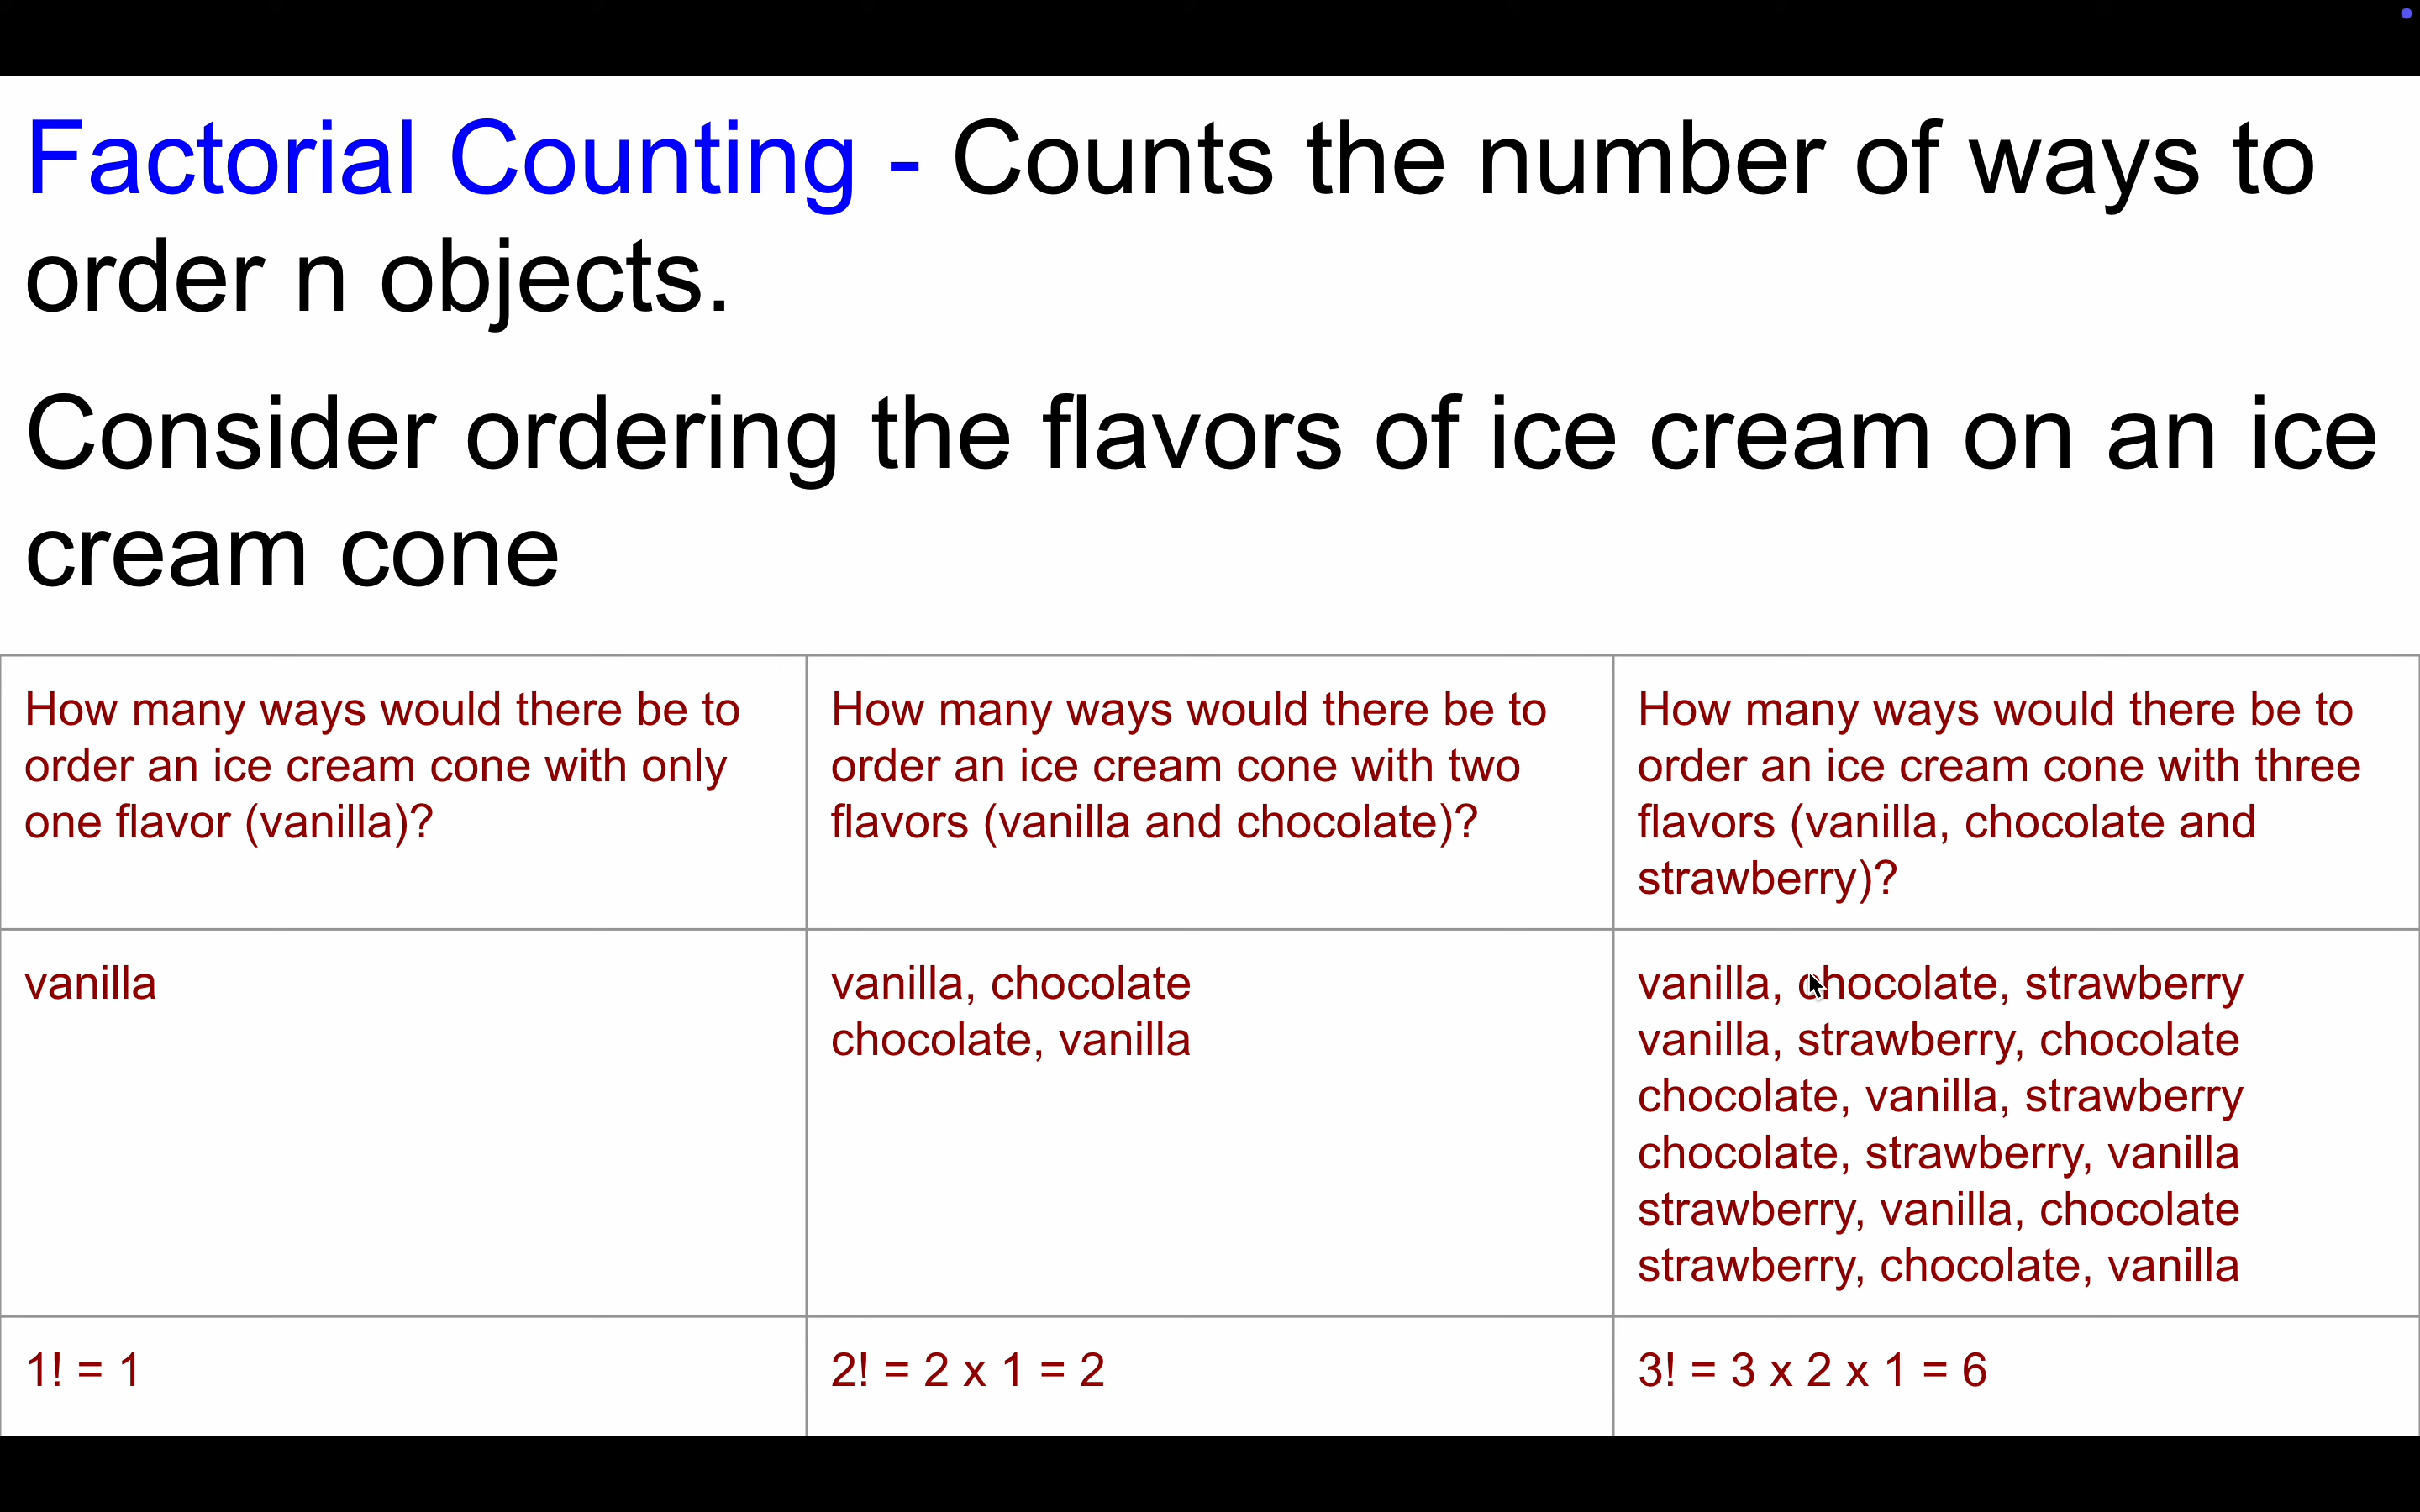 Factorial Counting - Counts the number of ways to
order n objects.
Consider ordering the flavors of ice cream on an ice
cream cone
How many ways would there be to
order an ice cream cone with only
one flavor (vanilla)?
How many ways would there be to
order an ice cream cone with two
flavors (vanilla and chocolate)?
How many ways would there be to
order an ice cream cone with three
flavors (vanilla, chocolate and
strawberry)?
vanilla
vanilla, chocolate
chocolate, vanilla
vanilla, chocolate, strawberry
vanilla, strawberry, chocolate
chocolate, vanilla, strawberry
chocolate, strawberry, vanilla
strawberry, vanilla, chocolate
strawberry, chocolate, vanilla
1! = 1
2! = 2 x 1 = 2
3! = 3 x 2 x 1 = 6